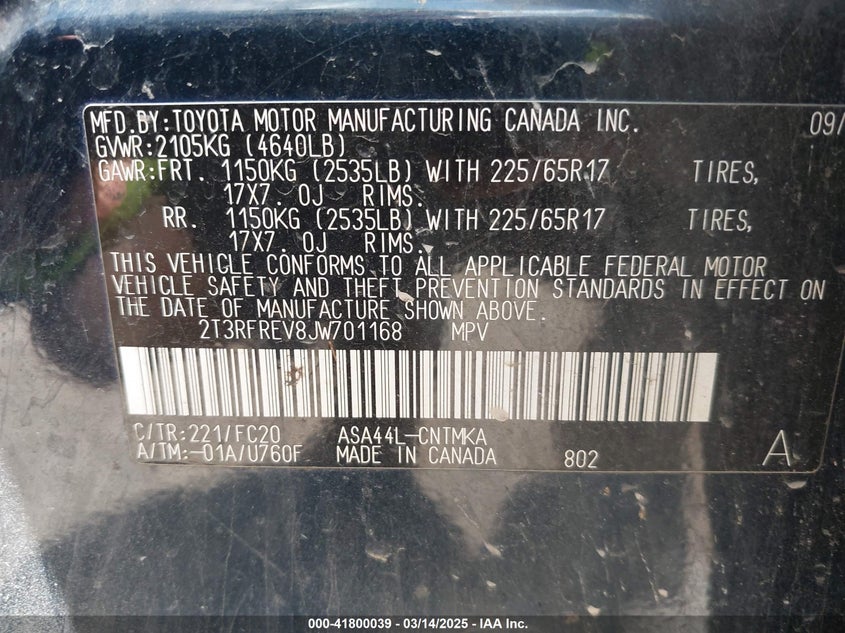 MFD.BY:TOYOTA MOTOR MANUFACTURING CANADA INC. 09/
GVWR:2105KG (4640LB)
GAWR:FRT. 1150KG (2535LB) WITH 225/65R17 TIRES,
17X7. 0J RIMS.
RR. 1150KG (2535LB) WITH 225/65R17 TIRES,
17X7. 0J RIMS.
THIS VEHICLE CONFORMS TO ALL APPLICABLE FEDERAL MOTOR
VEHICLE SAFETY AND THEFT PREVENTION STANDARDS IN EFFECT ON
THE DATE OF MANUFACTURE SHOWN ABOVE.
2T3RFREV8JW701168 MPV
C/TR:221/FC20 ASA44L-CNTMKA
A/TM:-01A/U760F MADE IN CANADA 802 A
000-41800039 - 03/14/2025 - IAA Inc.